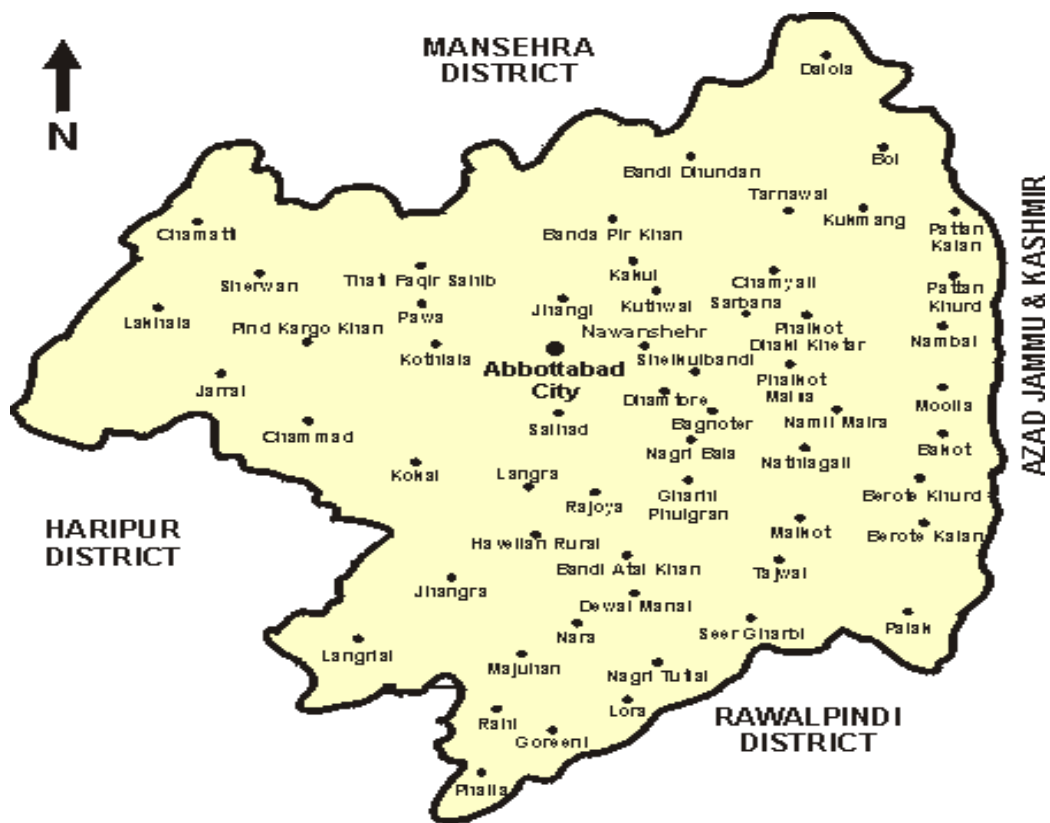 MANSEHRA
DISTRICT
N
Dalola
Boi
Bandi Dhundan
Tarnawal
Kukmang
Pattan
Kalan
Chamatti
Banda Pir Khan
Sherwan
Thati Faqir Sahib
Kakul
Chamyali
Pattan
Khurd
Lakhala
Pind Kargo Khan
Pawa
Jhangi
Kuthwal
Sarbana
Phalkot
Nawanshehr
Dhaki Khetar
Nambal
Kothiala
Abbottabad
City
Sheikulbandi
Phalkot
Malsa
Jarral
Dhamtore
Moolia
Chammad
Salhad
Bagnoter
Namli Maira
Bakot
Nagri Bala
Nathiagali
Kokal
Langra
Rajoya
Gharhi
Phulgran
Berote Khurd
HARIPUR
DISTRICT
Havelian Rural
Malkot
Berote Kalan
Bandi Atai Khan
Tajwal
Jhangra
Dewal Manal
Nara
Seer Gharbi
Palak
Langrial
Majuhan
Nagri Tutial
Rahi
Lora
RAWALPINDI
DISTRICT
Goreeni
Phalla
AZAD JAMMU & KASHMIR